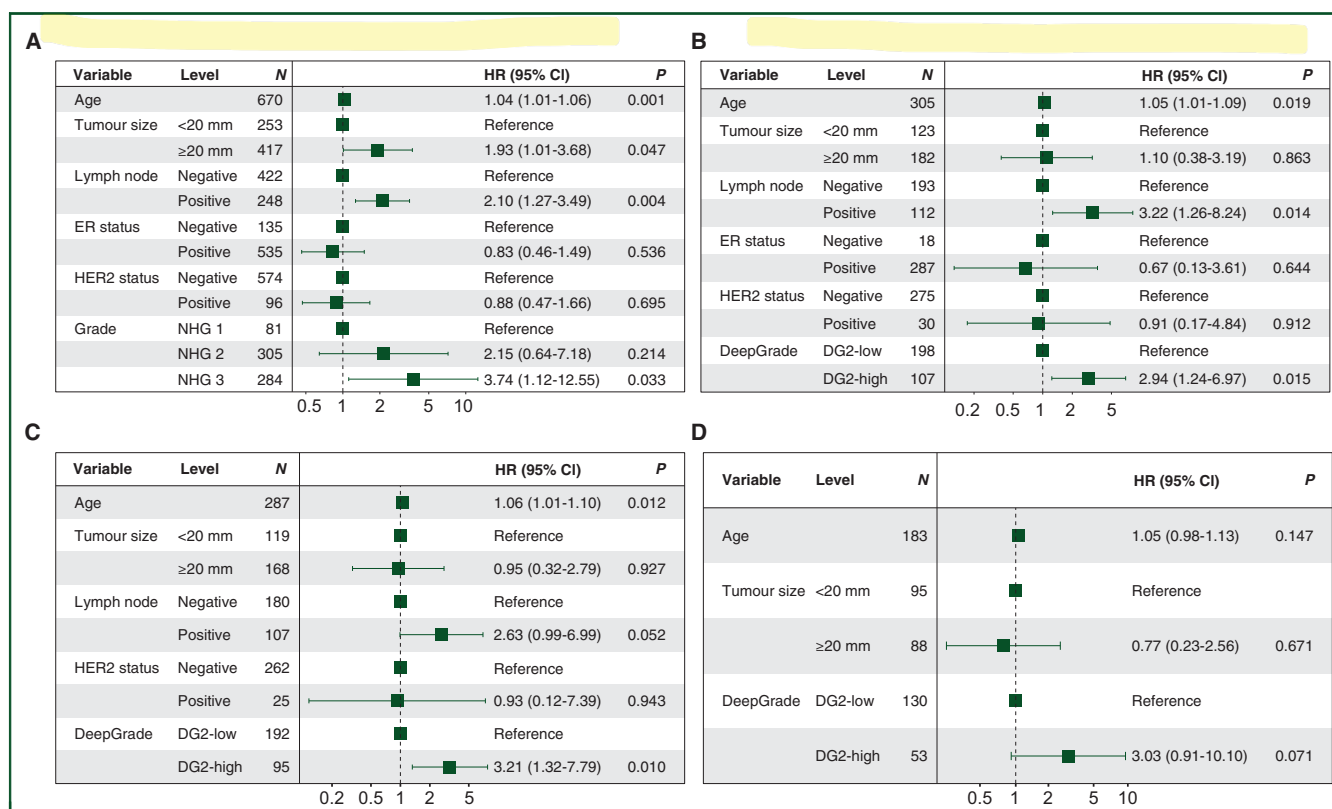 A
Variable Level N HR (95% CI) P
Age 670 1.04 (1.01-1.06) 0.001
Tumour size <20 mm 253 Reference
≥20 mm 417 1.93 (1.01-3.68) 0.047
Lymph node Negative 422 Reference
Positive 248 2.10 (1.27-3.49) 0.004
ER status Negative 135 Reference
Positive 535 0.83 (0.46-1.49) 0.536
HER2 status Negative 574 Reference
Positive 96 0.88 (0.47-1.66) 0.695
Grade NHG 1 81 Reference
NHG 2 305 2.15 (0.64-7.18) 0.214
NHG 3 284 3.74 (1.12-12.55) 0.033
0.5 1 2 5 10
B
Variable Level N HR (95% CI) P
Age 305 1.05 (1.01-1.09) 0.019
Tumour size <20 mm 123 Reference
≥20 mm 182 1.10 (0.38-3.19) 0.863
Lymph node Negative 193 Reference
Positive 112 3.22 (1.26-8.24) 0.014
ER status Negative 18 Reference
Positive 287 0.67 (0.13-3.61) 0.644
HER2 status Negative 275 Reference
Positive 30 0.91 (0.17-4.84) 0.912
DeepGrade DG2-low 198 Reference
DG2-high 107 2.94 (1.24-6.97) 0.015
0.2 0.5 1 2 5
C
Variable Level N HR (95% CI) P
Age 287 1.06 (1.01-1.10) 0.012
Tumour size <20 mm 119 Reference
≥20 mm 168 0.95 (0.32-2.79) 0.927
Lymph node Negative 180 Reference
Positive 107 2.63 (0.99-6.99) 0.052
HER2 status Negative 262 Reference
Positive 25 0.93 (0.12-7.39) 0.943
DeepGrade DG2-low 192 Reference
DG2-high 95 3.21 (1.32-7.79) 0.010
0.2 0.5 1 2 5
D
Variable Level N HR (95% CI) P
Age 183 1.05 (0.98-1.13) 0.147
Tumour size <20 mm 95 Reference
≥20 mm 88 0.77 (0.23-2.56) 0.671
DeepGrade DG2-low 130 Reference
DG2-high 53 3.03 (0.91-10.10) 0.071
0.5 1 2 5 10